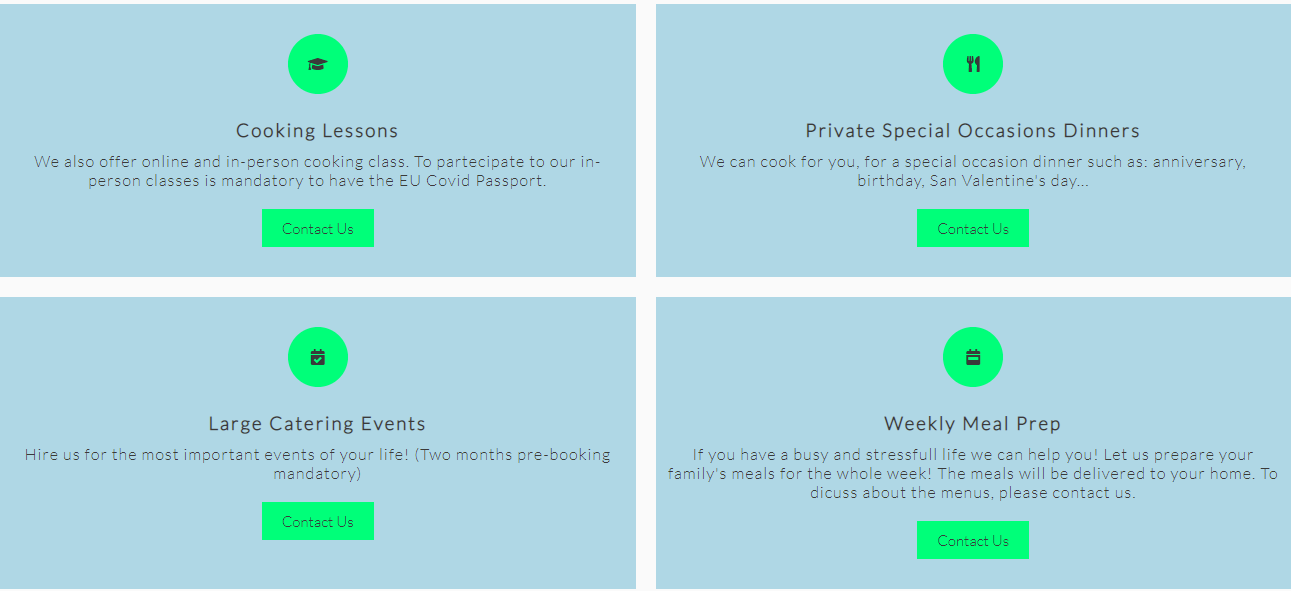 Cooking Lessons
We also offer online and in-person cooking class. To partecipate to our in-
person classes is mandatory to have the EU Covid Passport.
Contact Us
Private Special Occasions Dinners
We can cook for you, for a special occasion dinner such as: anniversary,
birthday, San Valentine's day...
Contact Us
Large Catering Events
Hire us for the most important events of your life! (Two months pre-booking
mandatory)
Contact Us
Weekly Meal Prep
If you have a busy and stressfull life we can help you! Let us prepare your
family's meals for the whole week! The meals will be delivered to your home. To
dicuss about the menus, please contact us.
Contact Us